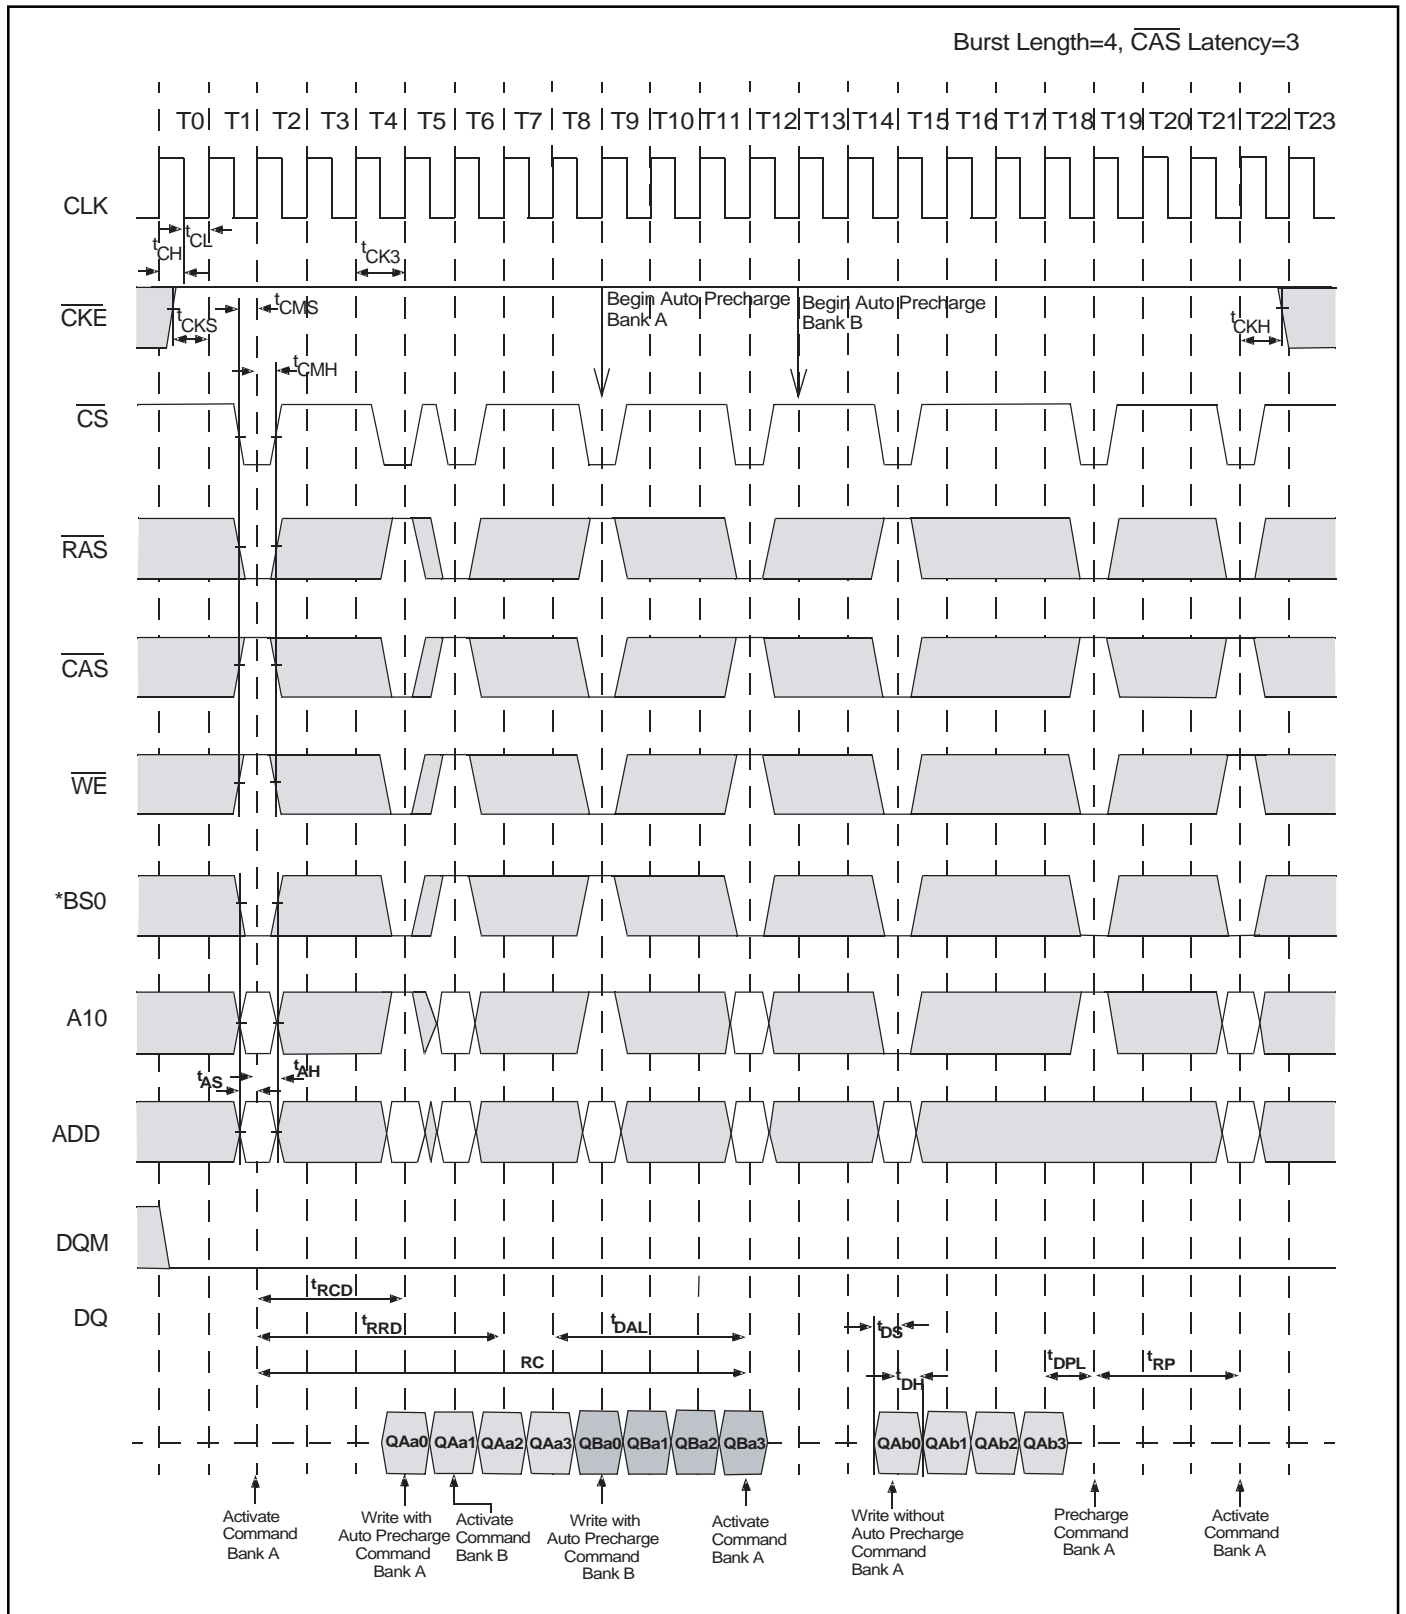 Burst Length=4, CAS Latency=3
T0 T1 T2 T3 T4 T5 T6 T7 T8 T9 T10 T11 T12 T13 T14 T15 T16 T17 T18 T19 T20 T21 T22 T23
CLK
tCH
tCL
tCK3
CKE
tCKS
tCMS
tCMH
Begin Auto Precharge
Bank A
Begin Auto Precharge
Bank B
tCKH
CS
RAS
CAS
WE
*BS0
A10
tAS
tAH
ADD
DQM
DQ
tRCD
tRRD
tDAL
RC
tDS
tDH
tDPL
tRP
QAa0 QAa1 QAa2 QAa3 QBa0 QBa1 QBa2 QBa3 QAb0 QAb1 QAb2 QAb3
Activate
Command
Bank A
Write with
Auto Precharge
Command
Bank A
Activate
Command
Bank B
Write with
Auto Precharge
Command
Bank B
Activate
Command
Bank A
Write without
Auto Precharge
Command
Bank A
Precharge
Command
Bank A
Activate
Command
Bank A